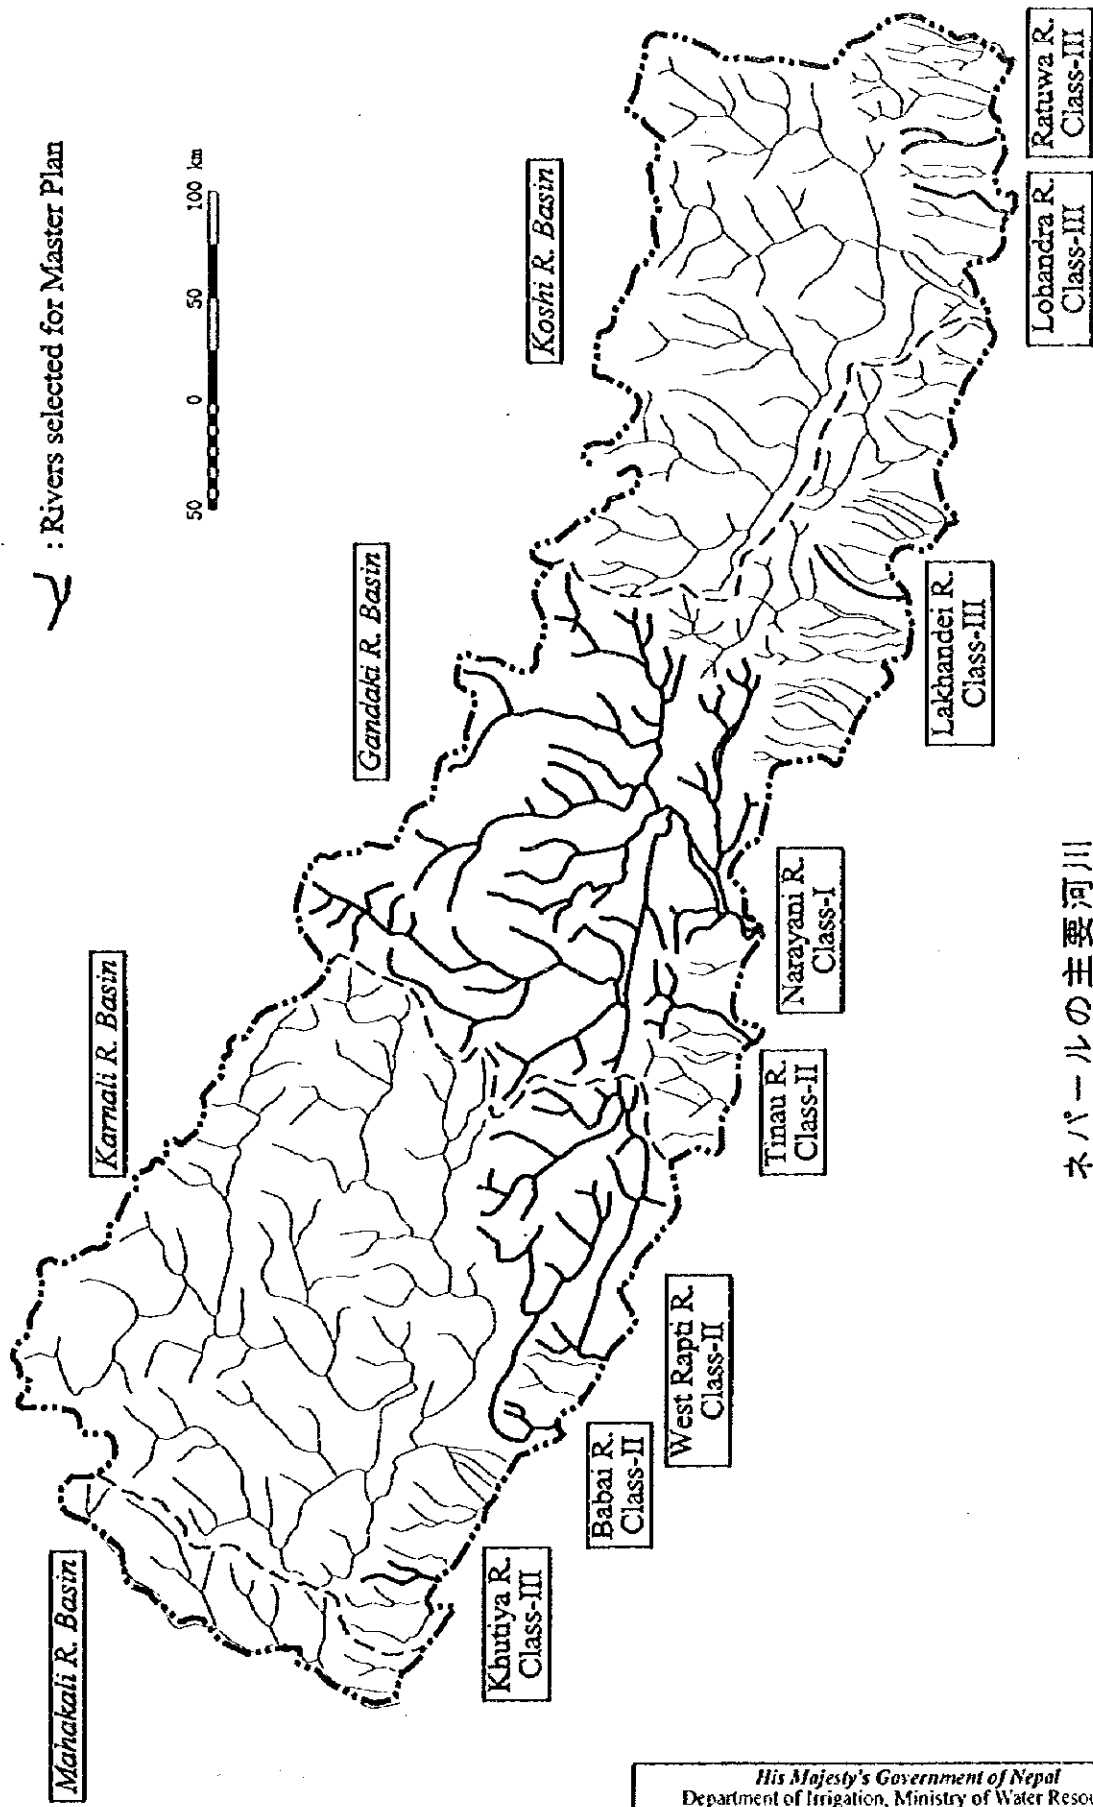 : Rivers selected for Master Plan
50 0 50 100 km
Mahakali R. Basin
Karnali R. Basin
Gandaki R. Basin
Koshi R. Basin
Khutiya R.
Class-III
Babai R.
Class-II
West Rapti R.
Class-II
Tinau R.
Class-II
Narayani R.
Class-I
Lakhandei R.
Class-III
Lohandra R.
Class-III
Ratuwa R.
Class-III
ネパールの主要河川
His Majesty's Government of Nepal
Department of Irrigation, Ministry of Water